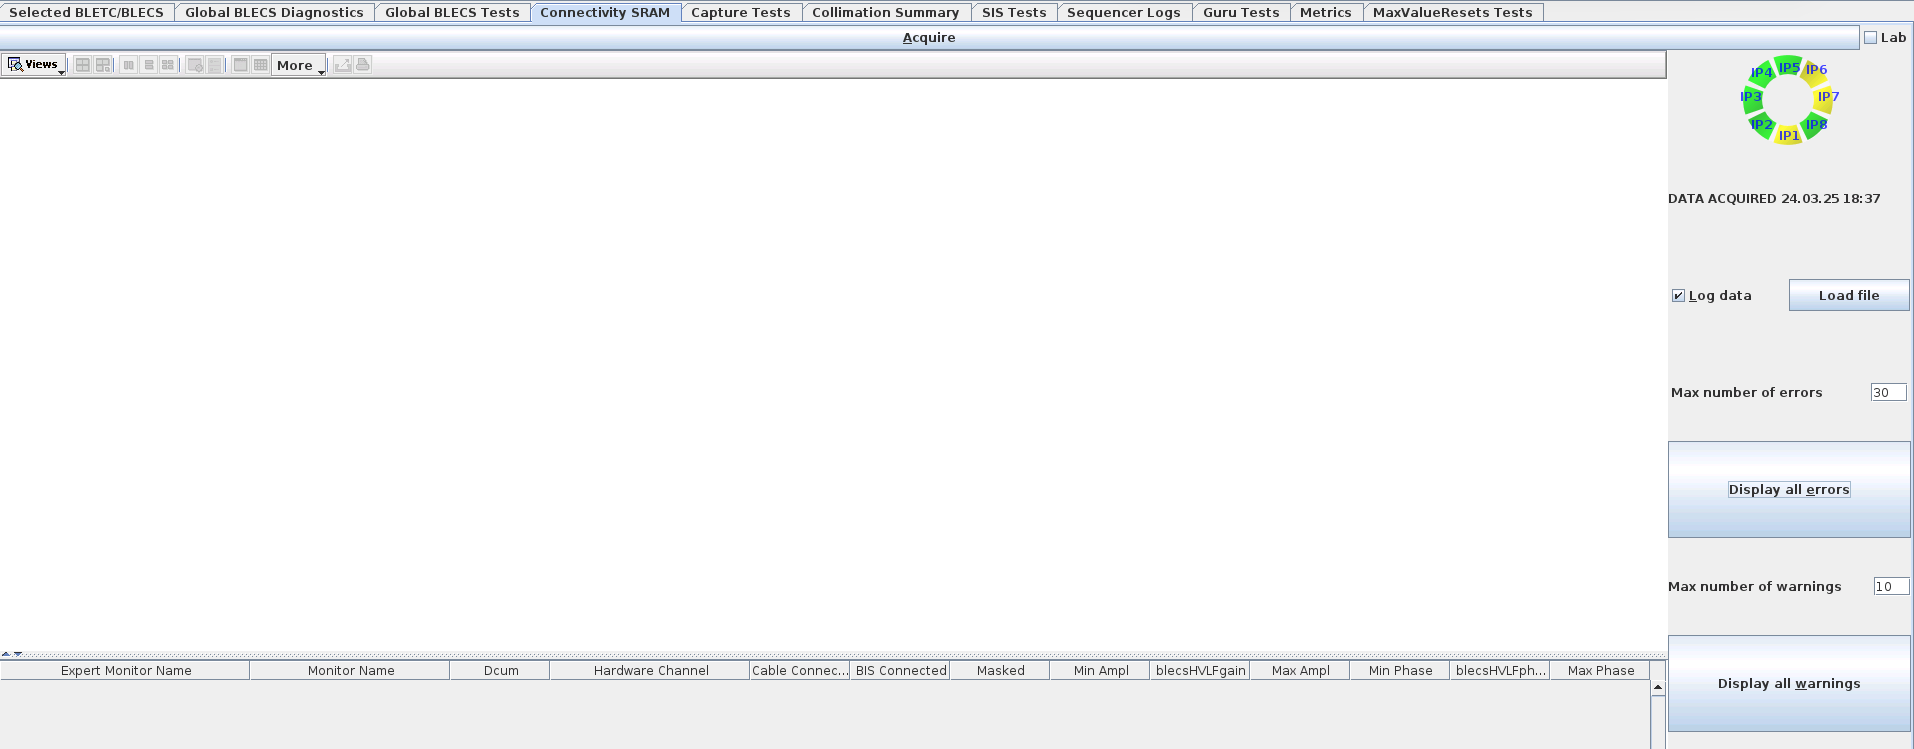 Selected BLETC/BLECS Global BLECS Diagnostics Global BLECS Tests Connectivity SRAM Capture Tests Collimation Summary SIS Tests Sequencer Logs Guru Tests Metrics MaxValueResets Tests
Acquire Lab
Views More
IP5
IP4 IP6
IP3 IP7
IP2 IP8
IP1
DATA ACQUIRED 24.03.25 18:37
Log data Load file
Max number of errors 30
Display all errors
Max number of warnings 10
Expert Monitor Name Monitor Name Dcum Hardware Channel Cable Connec... BIS Connected Masked Min Ampl blecsHVLFgain Max Ampl Min Phase blecsHVLFph... Max Phase
Display all warnings